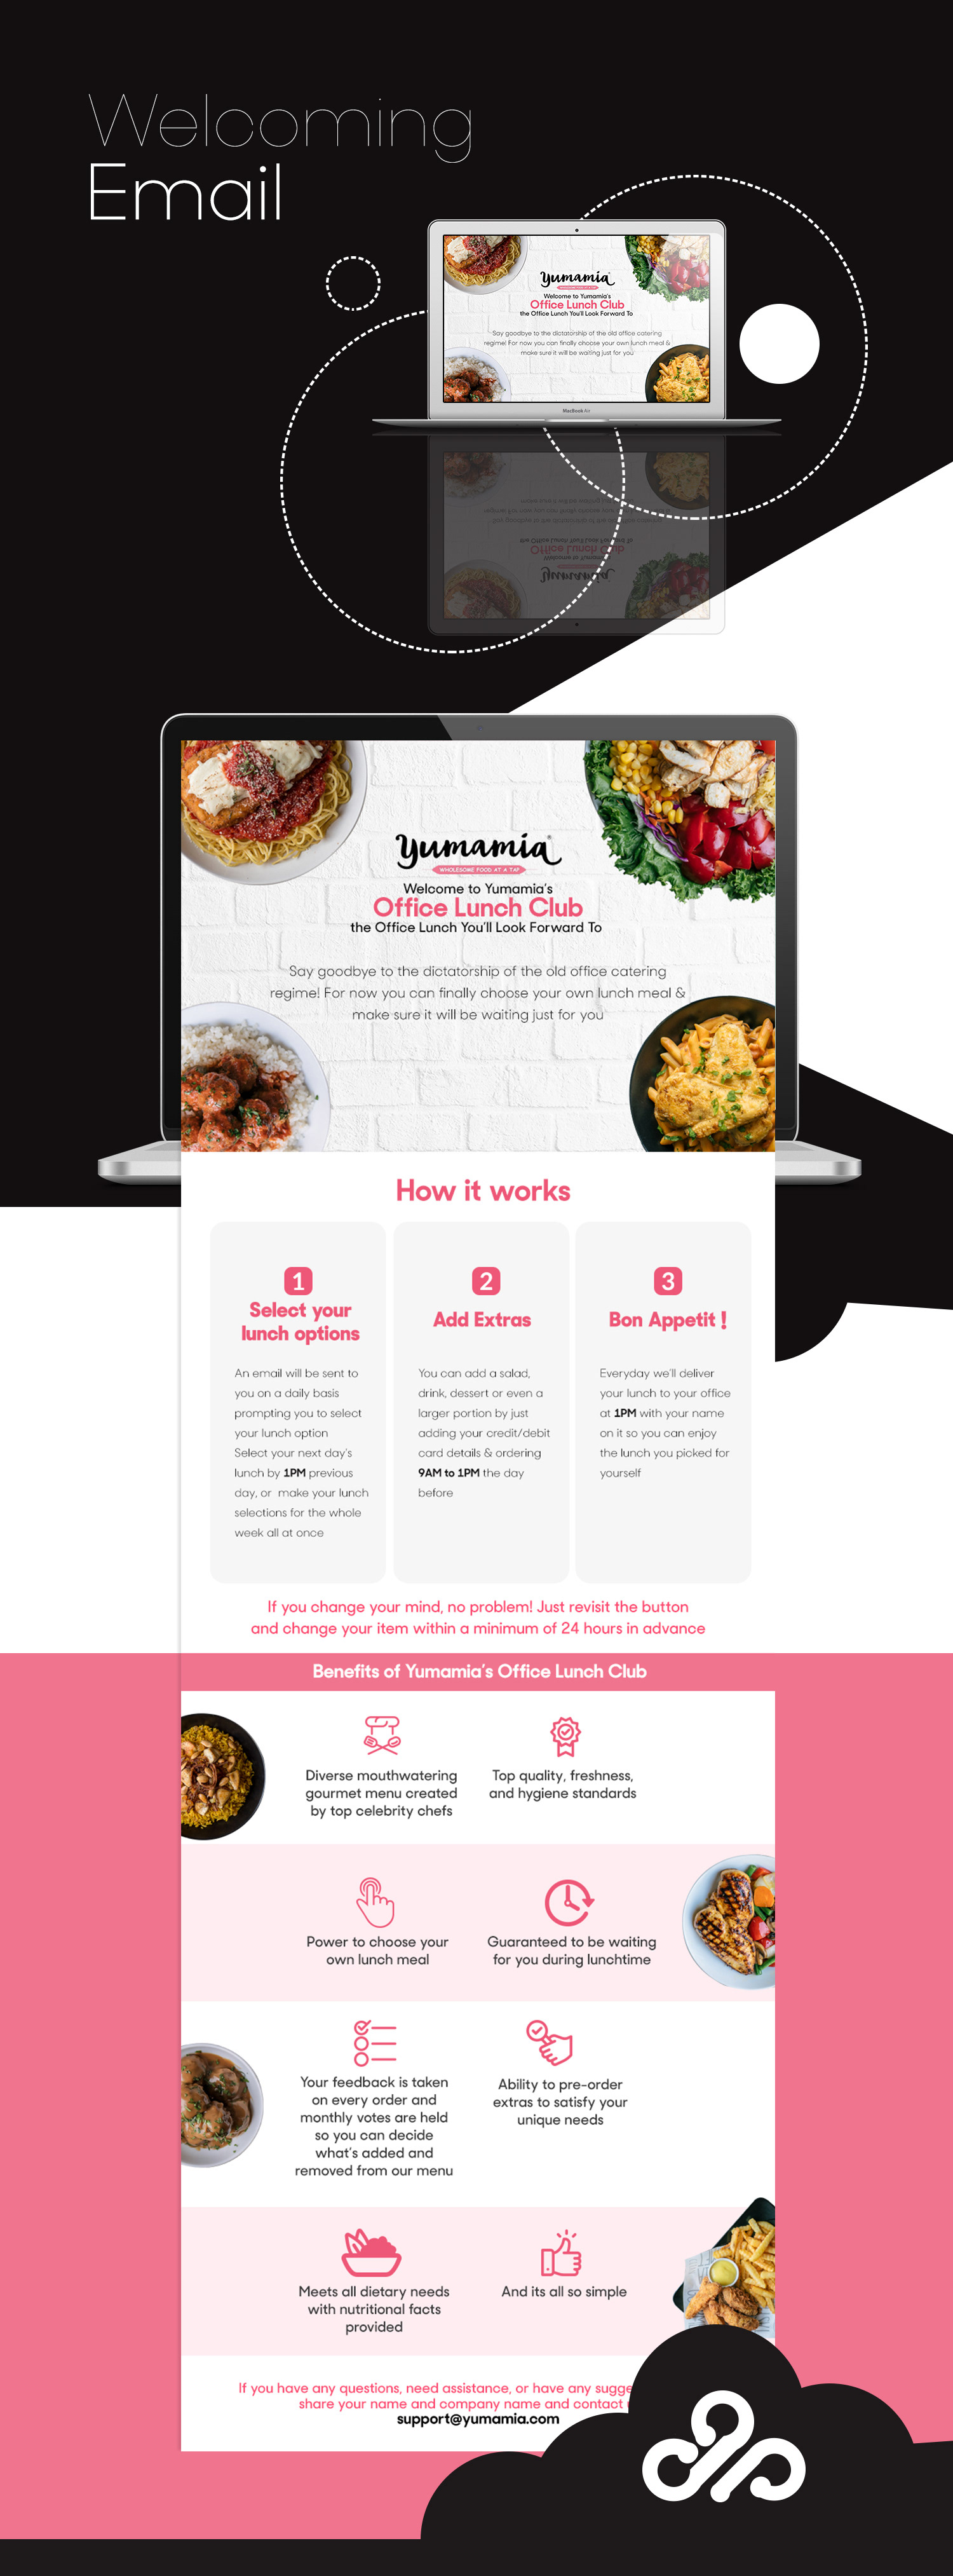 Welcoming
Email
yumamia
Welcome to Yumamia's
Office Lunch Club
the Office Lunch You'll Look Forward To
Say goodbye to the dictatorship of the old office catering
regime! For now you can finally choose your own lunch meal &
make sure it will be waiting just for you
MacBook Air
yumamia®
WHOLESOME FOOD AT A TAP
Welcome to Yumamia's
Office Lunch Club
the Office Lunch You'll Look Forward To
Say goodbye to the dictatorship of the old office catering
regime! For now you can finally choose your own lunch meal &
make sure it will be waiting just for you
How it works
1
Select your
lunch options
An email will be sent to
you on a daily basis
prompting you to select
your lunch option
Select your next day's
lunch by 1PM previous
day, or make your lunch
selections for the whole
week all at once
2
Add Extras
You can add a salad,
drink, dessert or even a
larger portion by just
adding your credit/debit
card details & ordering
9AM to 1PM the day
before
3
Bon Appetit !
Everyday we'll deliver
your lunch to your office
at 1PM with your name
on it so you can enjoy
the lunch you picked for
yourself
If you change your mind, no problem! Just revisit the button
and change your item within a minimum of 24 hours in advance
Benefits of Yumamia's Office Lunch Club
Diverse mouthwatering
gourmet menu created
by top celebrity chefs
Top quality, freshness,
and hygiene standards
Power to choose your
own lunch meal
Guaranteed to be waiting
for you during lunchtime
Your feedback is taken
on every order and
monthly votes are held
so you can decide
what's added and
removed from our menu
Ability to pre-order
extras to satisfy your
unique needs
Meets all dietary needs
with nutritional facts
provided
And its all so simple
If you have any questions, need assistance, or have any sugge
share your name and company name and contact
support@yumamia.com